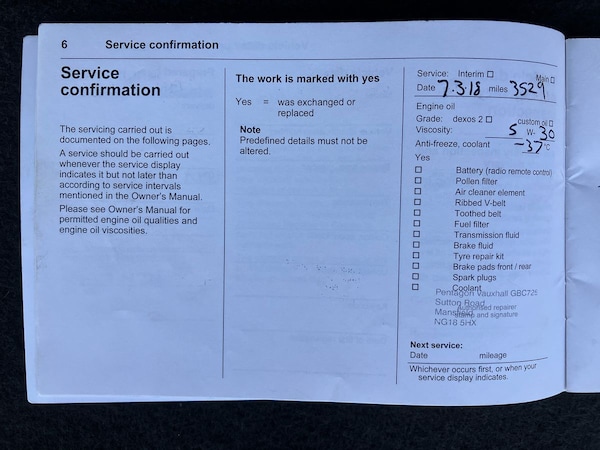 6 Service confirmation
Service
confirmation
The servicing carried out is
documented on the following pages.
A service should be carried out
whenever the service display
indicates it but not later than
according to service intervals
mentioned in the Owner's Manual.
Please see Owner's Manual for
permitted engine oil qualities and
engine oil viscosities.
The work is marked with yes
Yes = was exchanged or
replaced
Note
Predefined details must not be
altered.
Service: Interim ☐ Main ☐
Date 7.3.18 miles 3529
Engine oil
Grade: dexos 2 ☐ custom oil ☐
Viscosity: 5 W- 30
Anti-freeze, coolant -37 °C
Yes
☐ Battery (radio remote control)
☐ Pollen filter
☐ Air cleaner element
☐ Ribbed V-belt
☐ Toothed belt
☐ Fuel filter
☐ Transmission fluid
☐ Brake fluid
☐ Tyre repair kit
☐ Brake pads front / rear
☐ Spark plugs
☐ Coolant
Pentagon Vauxhall GBC725
Sutton Road
Authorised repairer
Mansfield
stamp and signature
NG18 5HX
Next service:
Date mileage
Whichever occurs first, or when your
service display indicates.